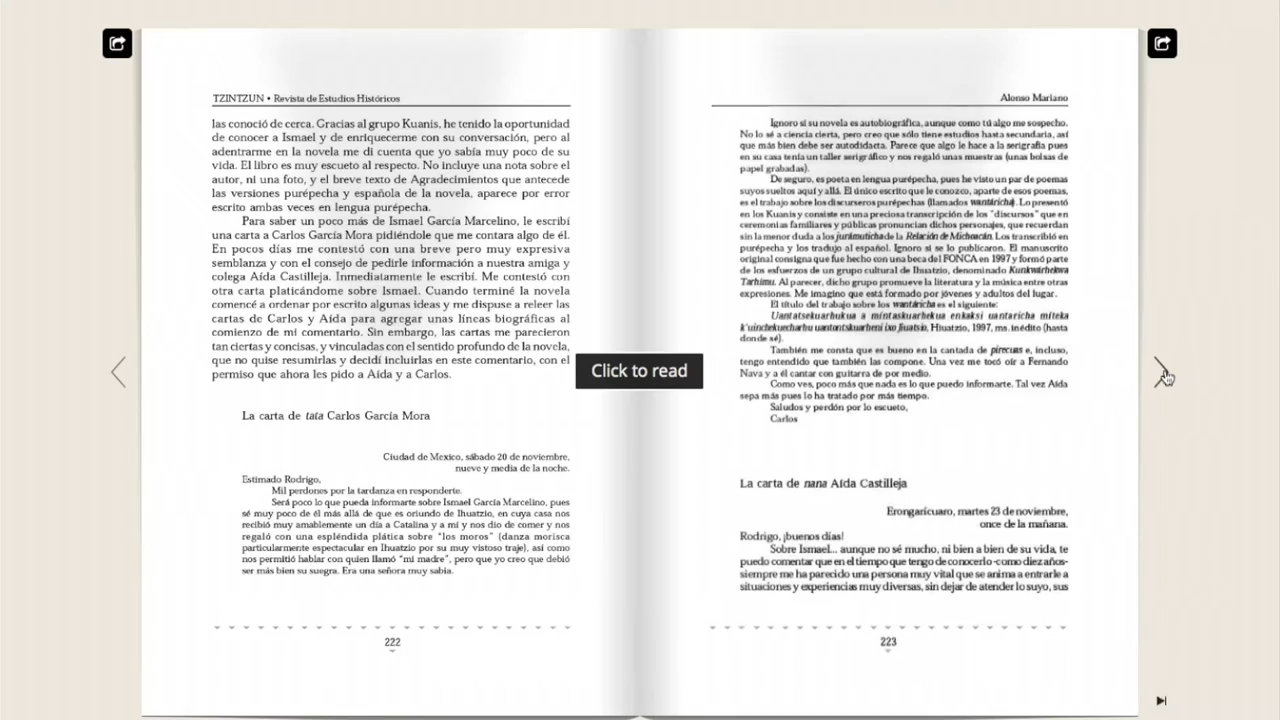 TZINTZUN • Revista de Estudios Históricos
las conoció de cerca. Gracias al grupo Kuanis, he tenido la oportunidad
de conocer a Ismael y de enriquecerme con su conversación, pero al
adentrarme en la novela me di cuenta que yo sabía muy poco de su
vida. El libro es muy escueto al respecto. No incluye una nota sobre el
autor, ni una foto, y el breve texto de Agradecimientos que antecede
las versiones purépecha y española de la novela, aparece por error
escrito ambas veces en lengua purépecha.
Para saber un poco más de Ismael García Marcelino, le escribí
una carta a Carlos García Mora pidiéndole que me contara algo de él.
En pocos días me contestó con una breve pero muy expresiva
semblanza y con el consejo de pedirle información a nuestra amiga y
colega Aída Castilleja. Inmediatamente le escribí. Me contestó con
otra carta platicándome sobre Ismael. Cuando terminé la novela
comencé a ordenar por escrito algunas ideas y me dispuse a releer las
cartas de Carlos y Aída para agregar unas líneas biográficas al
comienzo de mi comentario. Sin embargo, las cartas me parecieron
tan ciertas y concisas, y vinculadas con el sentido profundo de la novela,
que no quise resumirlas y decidí incluirlas en este comentario, con el
permiso que ahora les pido a Aída y a Carlos.
La carta de tata Carlos García Mora
Ciudad de Mexico, sábado 20 de noviembre,
nueve y media de la noche.
Estimado Rodrigo,
Mil perdones por la tardanza en responderte.
Será poco lo que pueda informarte sobre Ismael García Marcelino, pues
sé muy poco de él más allá de que es oriundo de Ihuatzio, en cuya casa nos
recibió muy amablemente un día a Catalina y a mí y nos dio de comer y nos
regaló con una espléndida plática sobre "los moros" (danza morisca
particularmente espectacular en Ihuatzio por su muy vistoso traje), así como
nos permitió hablar con quien llamó "mi madre", pero que yo creo que debió
ser más bien su suegra. Era una señora muy sabia.
222
Click to read
Alonso Mariano
Ignoro si su novela es autobiográfica, aunque como tú algo me sospecho.
No lo sé a ciencia cierta, pero creo que sólo tiene estudios hasta secundaria, así
que más bien debe ser autodidacta. Parece que algo le hace a la serigrafía pues
en su casa tenía un taller serigráfico y nos regaló unas muestras (unas bolsas de
papel grabadas).
De seguro, es poeta en lengua purépecha, pues he visto un par de poemas
suyos sueltos aquí y allá. El único escrito que le conozco, aparte de esos poemas,
es el trabajo sobre los discurseros purépechas (llamados wantáricha). Lo presentó
en los Kuanis y consiste en una preciosa transcripción de los "discursos" que en
ceremonias familiares y públicas pronuncian dichos personajes, que recuerdan
sin la menor duda a los jurámuticha de la Relación de Michoacán. Los transcribió en
purépecha y los tradujo al español. Ignoro si se lo publicaron. El manuscrito
original consigna que fue hecho con una beca del FONCA en 1997 y formó parte
de los esfuerzos de un grupo cultural de Ihuatzio, denominado Kunkwárhekwa
Tarhimu. Al parecer, dicho grupo promueve la literatura y la música entre otras
expresiones. Me imagino que está formado por jóvenes y adultos del lugar.
El título del trabajo sobre los wantáricha es el siguiente:
Uantatsekuarhukua a míntaskuarhekua enkaksi uantaricha miteka
k'uinchekuecharhu uantontskuarheni ixo Jiuatsio, Hiuatzio, 1997, ms. inédito (hasta
donde sé).
También me consta que es bueno en la cantada de pirecuas e, incluso,
tengo entendido que también las compone. Una vez me tocó oír a Fernando
Nava y a él cantar con guitarra de por medio.
Como ves, poco más que nada es lo que puedo informarte. Tal vez Aída
sepa más pues lo ha tratado por más tiempo.
Saludos y perdón por lo escueto,
Carlos
La carta de nana Aída Castilleja
Erongarícuaro, martes 23 de noviembre,
once de la mañana.
Rodrigo, ¡buenos días!
Sobre Ismael... aunque no sé mucho, ni bien a bien de su vida, te
puedo comentar que en el tiempo que tengo de conocerlo -como diez años-
siempre me ha parecido una persona muy vital que se anima a entrarle a
situaciones y experiencias muy diversas, sin dejar de atender lo suyo, sus
223